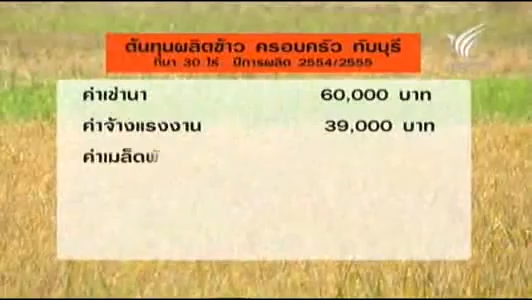 ต้นทุนผลิตข้าว ครอบครัว ทับบุรี
ที่นา 30 ไร่ ปีการผลิต 2554/2555
ค่าเช่านา 60,000 บาท
ค่าจ้างแรงงาน 39,000 บาท
ค่าเมล็ดพั